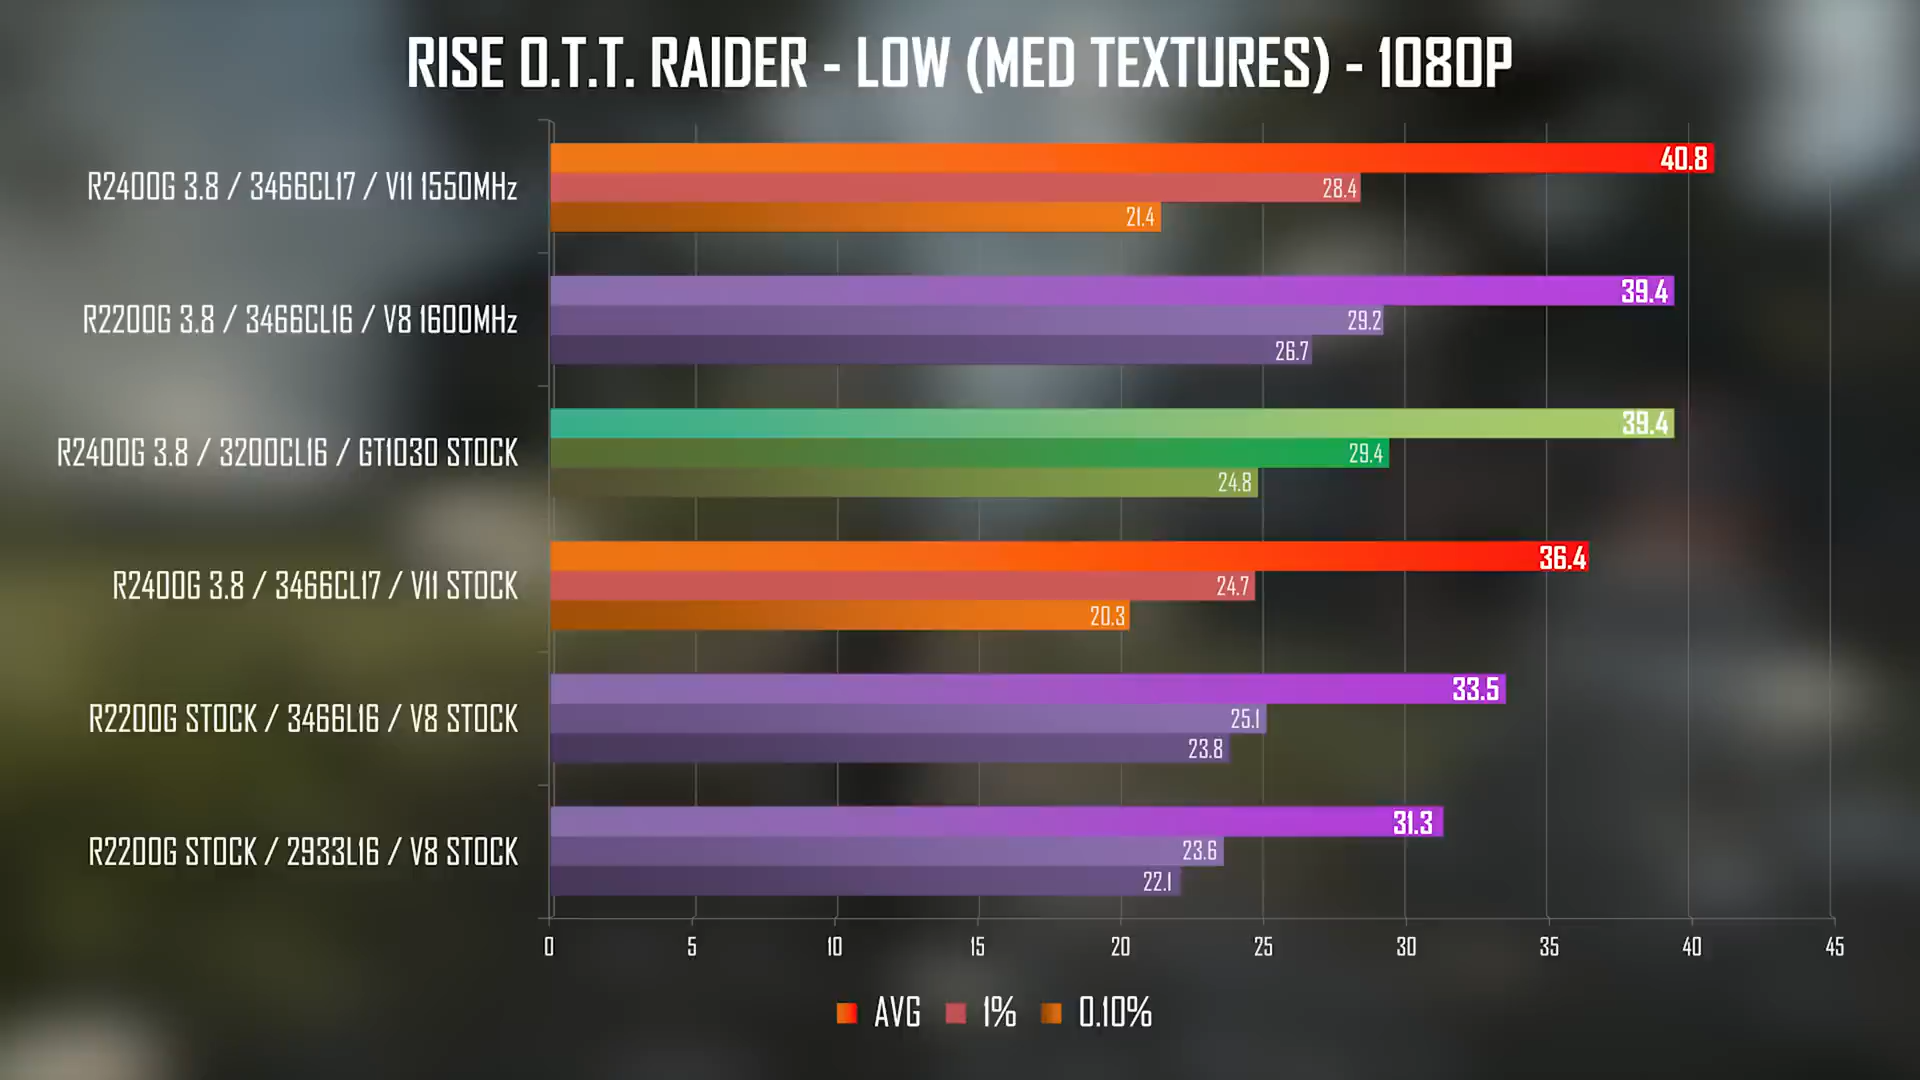 RISE O.T.T. RAIDER - LOW (MED TEXTURES) - 1080P
R2400G 3.8 / 3466CL17 / V11 1550MHz
40.8
28.4
21.4
R2200G 3.8 / 3466CL16 / V8 1600MHz
39.4
29.2
26.7
R2400G 3.8 / 3200CL16 / GT1030 STOCK
39.4
29.4
24.8
R2400G 3.8 / 3466CL17 / V11 STOCK
36.4
24.7
20.3
R2200G STOCK / 3466L16 / V8 STOCK
33.5
25.1
23.8
R2200G STOCK / 2933L16 / V8 STOCK
31.3
23.6
22.1
0 5 10 15 20 25 30 35 40 45
AVG 1% 0.10%